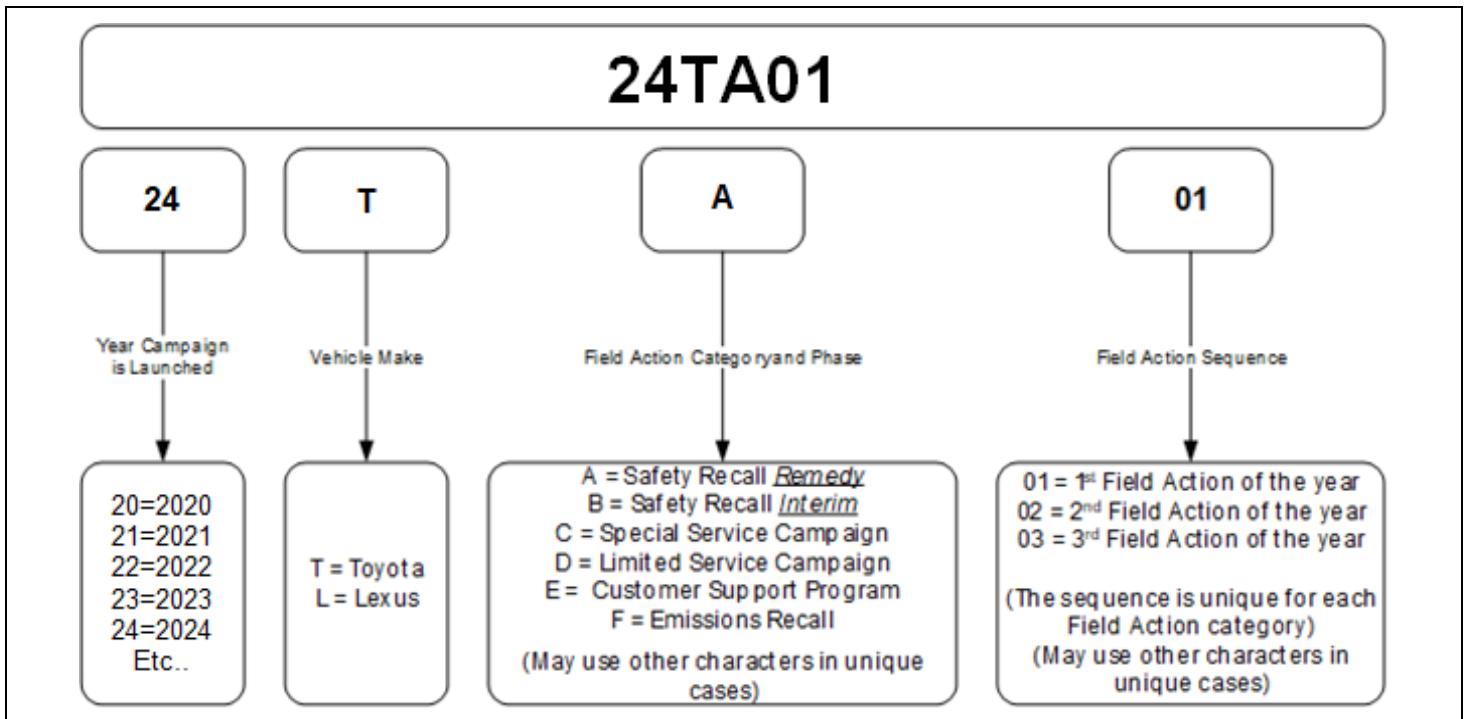 24TA01
24
T
A
01
Year Campaign
is Launched
Vehicle Make
Field Action Categoryand Phase
Field Action Sequence
20=2020
21=2021
22=2022
23=2023
24=2024
Etc..
T = Toyota
L = Lexus
A = Safety Recall Remedy
B = Safety Recall Interim
C = Special Service Campaign
D = Limited Service Campaign
E = Customer Support Program
F = Emissions Recall
(May use other characters in unique
cases)
01 = 1st Field Action of the year
02 = 2nd Field Action of the year
03 = 3rd Field Action of the year
(The sequence is unique for each
Field Action category)
(May use other characters in
unique cases)